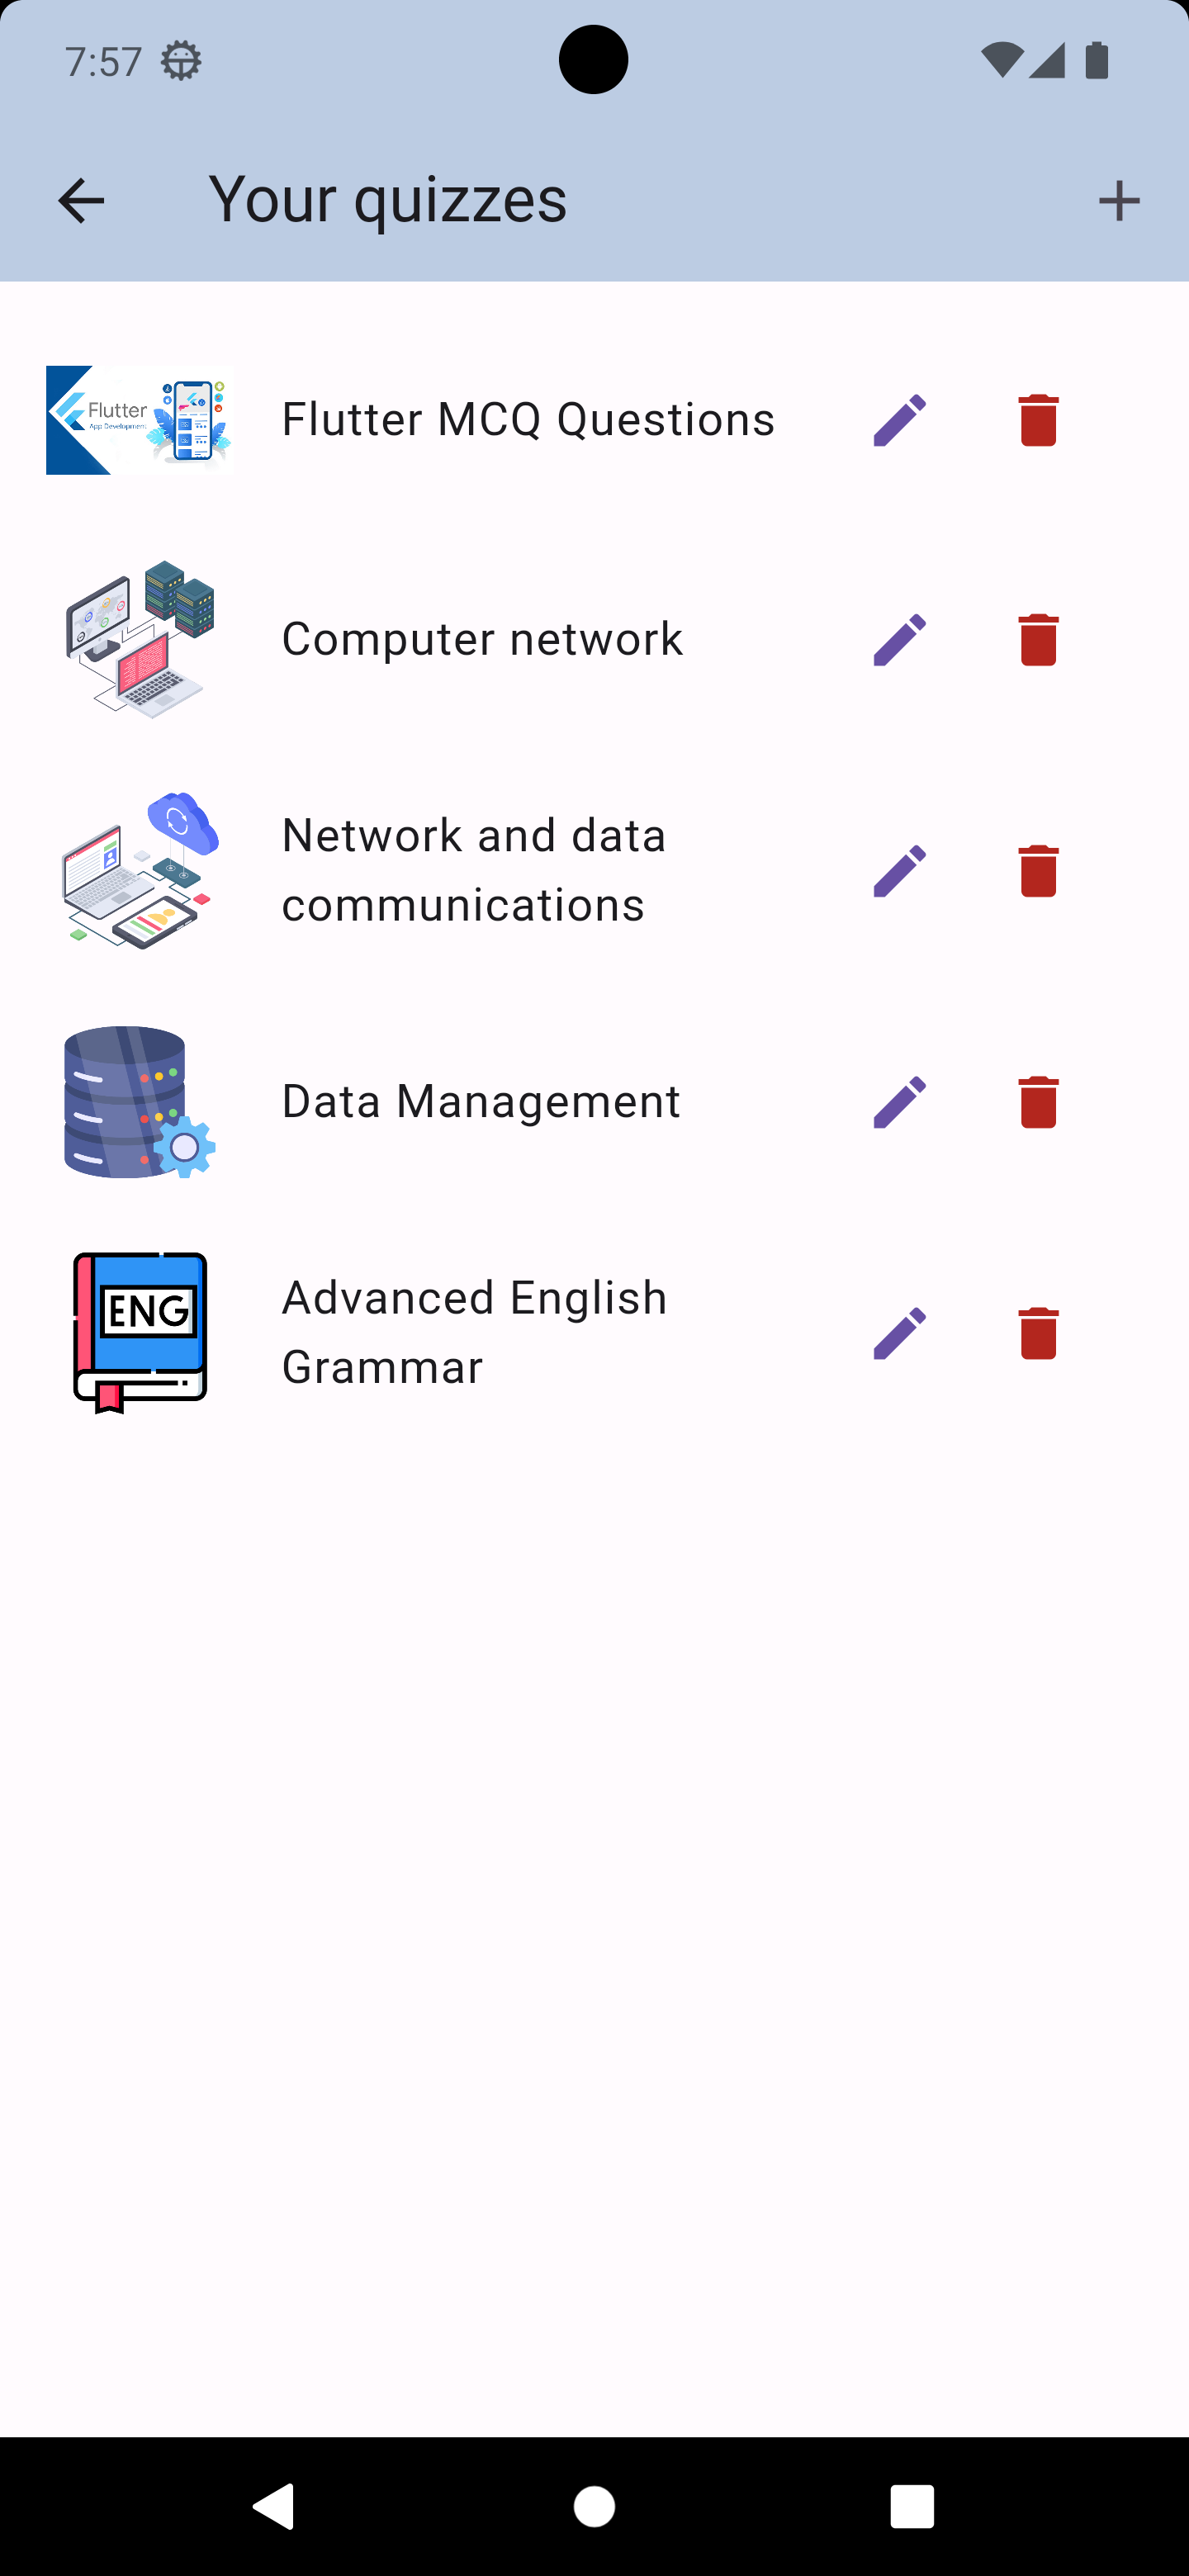 7:57
Your quizzes
Flutter
App Development
Flutter MCQ Questions
Computer network
Network and data
communications
Data Management
ENG
Advanced English
Grammar